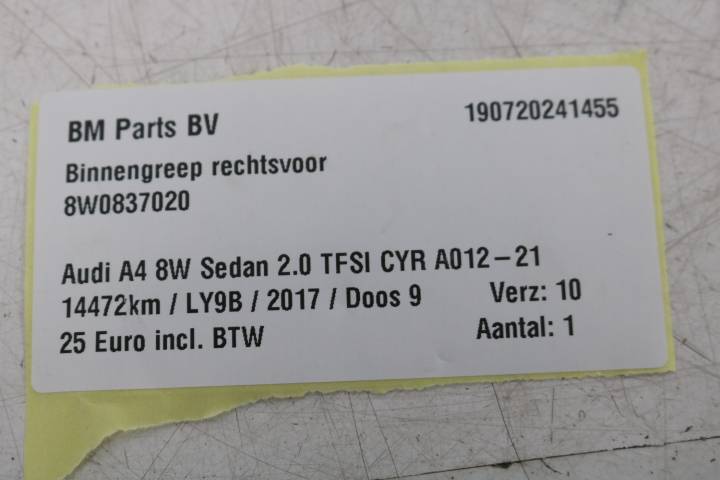 BM Parts BV 190720241455
Binnengreep rechtsvoor
8W0837020
Audi A4 8W Sedan 2.0 TFSI CYR A012-21
14472km / LY9B / 2017 / Doos 9 Verz: 10
25 Euro incl. BTW Aantal: 1